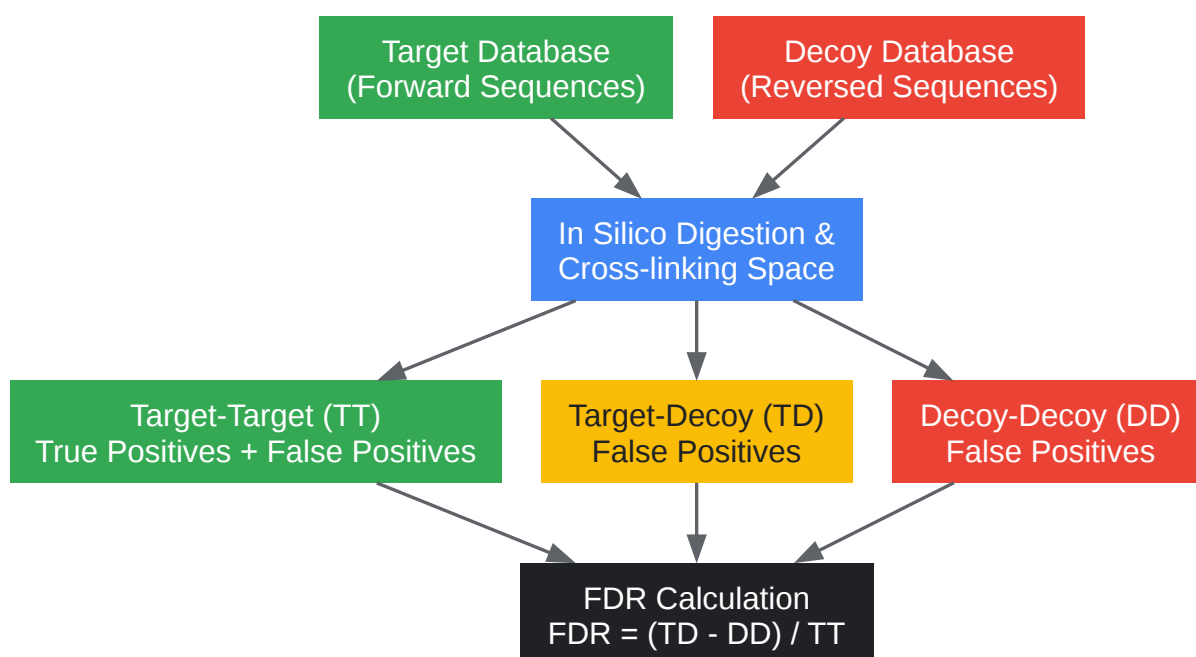 Target Database
(Forward Sequences)
Decoy Database
(Reversed Sequences)
In Silico Digestion &
Cross-linking Space
Target-Target (TT)
True Positives + False Positives
Target-Decoy (TD)
False Positives
Decoy-Decoy (DD)
False Positives
FDR Calculation
FDR = (TD - DD) / TT